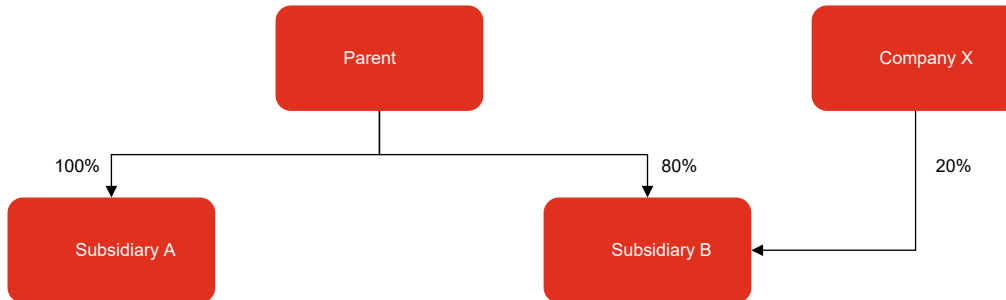 Parent
Company X
100%
80%
20%
Subsidiary A
Subsidiary B